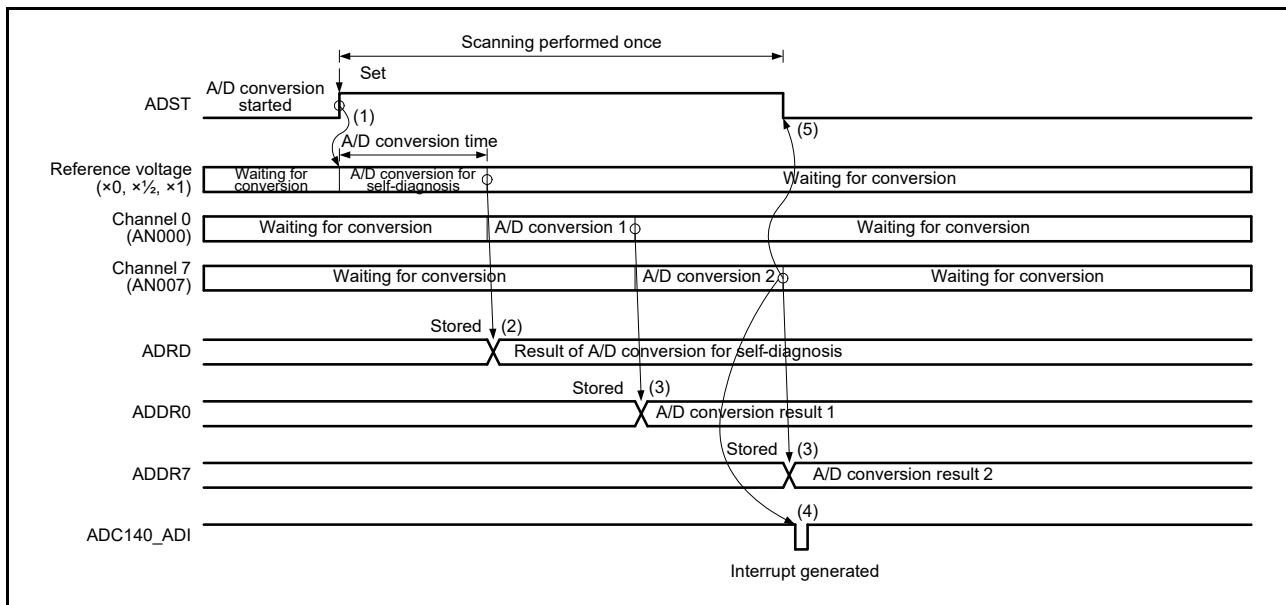 Scanning performed once
Set
A/D conversion
started
ADST
(1)
(5)
A/D conversion time
Reference voltage
(×0, ×½, ×1)
Waiting for
conversion
A/D conversion for
self-diagnosis
Waiting for conversion
Channel 0
(AN000)
Waiting for conversion
A/D conversion 1
Waiting for conversion
Channel 7
(AN007)
Waiting for conversion
A/D conversion 2
Waiting for conversion
Stored
(2)
ADRD
Result of A/D conversion for self-diagnosis
Stored
(3)
ADDR0
A/D conversion result 1
Stored
(3)
ADDR7
A/D conversion result 2
(4)
ADC140_ADI
Interrupt generated